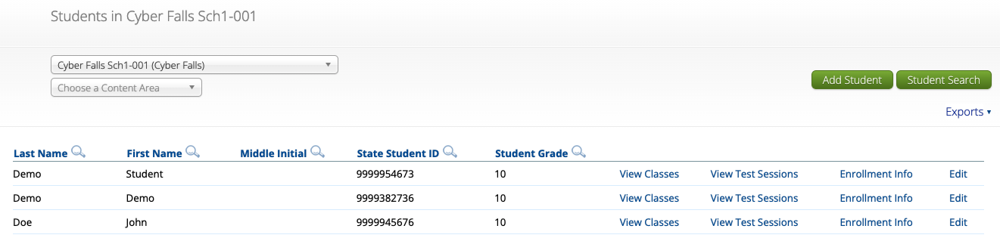 Students in Cyber Falls Sch1-001
Cyber Falls Sch1-001 (Cyber Falls)
Choose a Content Area
Add Student Student Search
Exports
Last Name First Name Middle Initial State Student ID Student Grade
Demo Student 9999954673 10 View Classes View Test Sessions Enrollment Info Edit
Demo Demo 9999382736 10 View Classes View Test Sessions Enrollment Info Edit
Doe John 9999945676 10 View Classes View Test Sessions Enrollment Info Edit